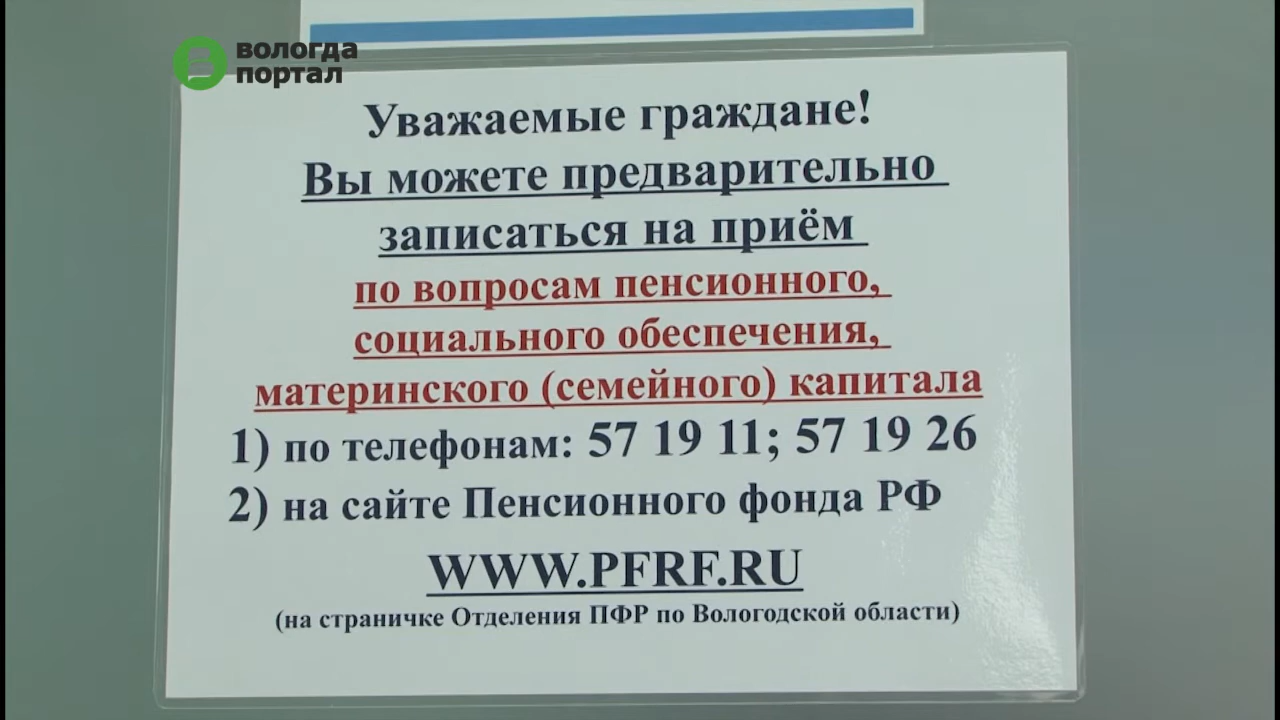 вологда
портал
Уважаемые граждане!
Вы можете предварительно
записаться на приём
по вопросам пенсионного,
социального обеспечения,
материнского (семейного) капитала
1) по телефонам: 57 19 11; 57 19 26
2) на сайте Пенсионного фонда РФ
WWW.PFRF.RU
(на страничке Отделения ПФР по Вологодской области)